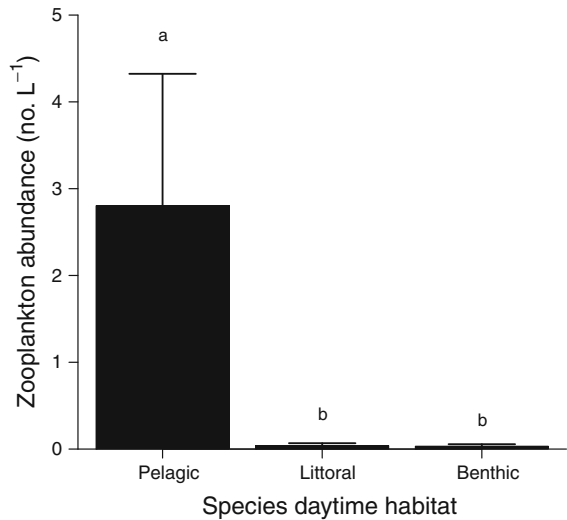 Zooplankton abundance (no. L⁻¹)
5
4
3
2
1
0
a
b
b
Pelagic
Littoral
Benthic
Species daytime habitat